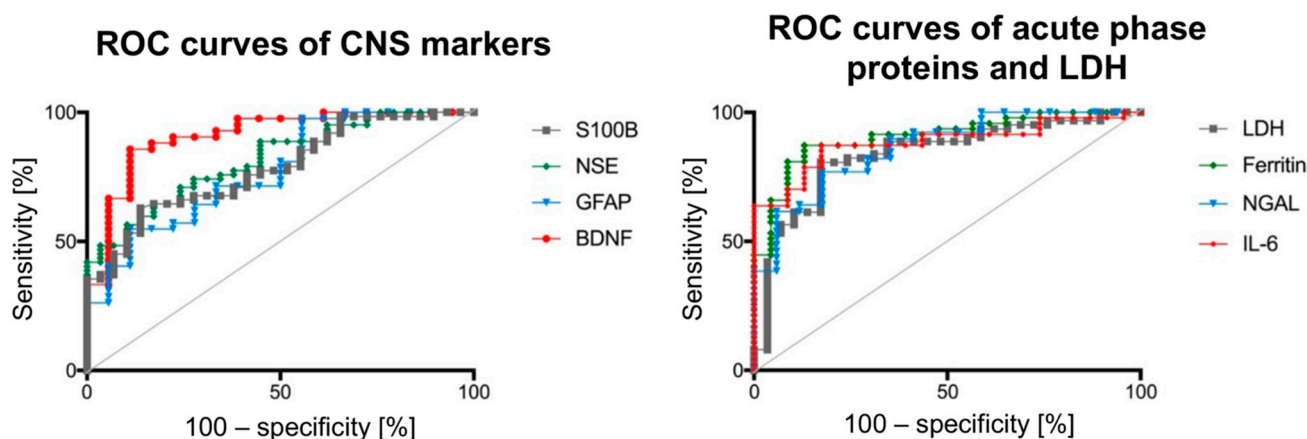 ROC curves of CNS markers
100
50
0
0
50
100
Sensitivity [%]
100 – specificity [%]
S100B
NSE
GFAP
BDNF
ROC curves of acute phase
proteins and LDH
100
50
0
0
50
100
Sensitivity [%]
100 – specificity [%]
LDH
Ferritin
NGAL
IL-6